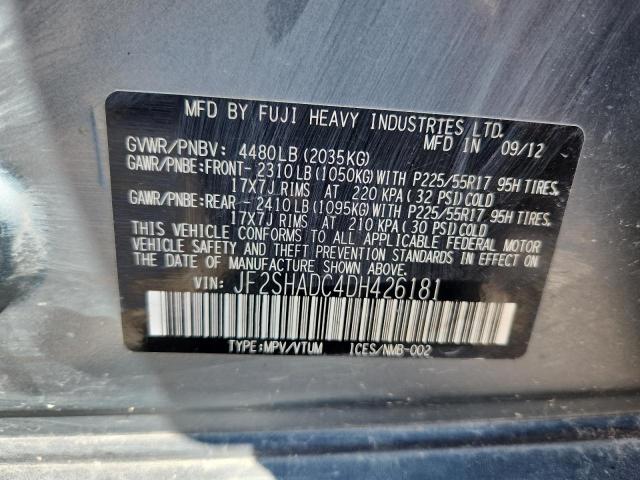 MFD BY FUJI HEAVY INDUSTRIES LTD.
MFD IN 09/12
GVWR/PNBV: 4480LB(2035KG)
GAWR/PNBE:FRONT-2310LB(1050KG)WITH P225/55R17 95H TIRES,
17X7J RIMS AT 220 KPA(32 PSI)COLD
GAWR/PNBE:REAR -2410LB(1095KG)WITH P225/55R17 95H TIRES,
17X7J RIMS AT 210 KPA(30 PSI)COLD
THIS VEHICLE CONFORMS TO ALL APPLICABLE FEDERAL MOTOR
VEHICLE SAFETY AND THEFT PREVENTION STANDARDS IN EFFECT ON
THE DATE OF MANUFACTURE SHOWN ABOVE.
VIN: JF2SHADC4DH426181
TYPE:MPV/VTUM ICES/NMB-002